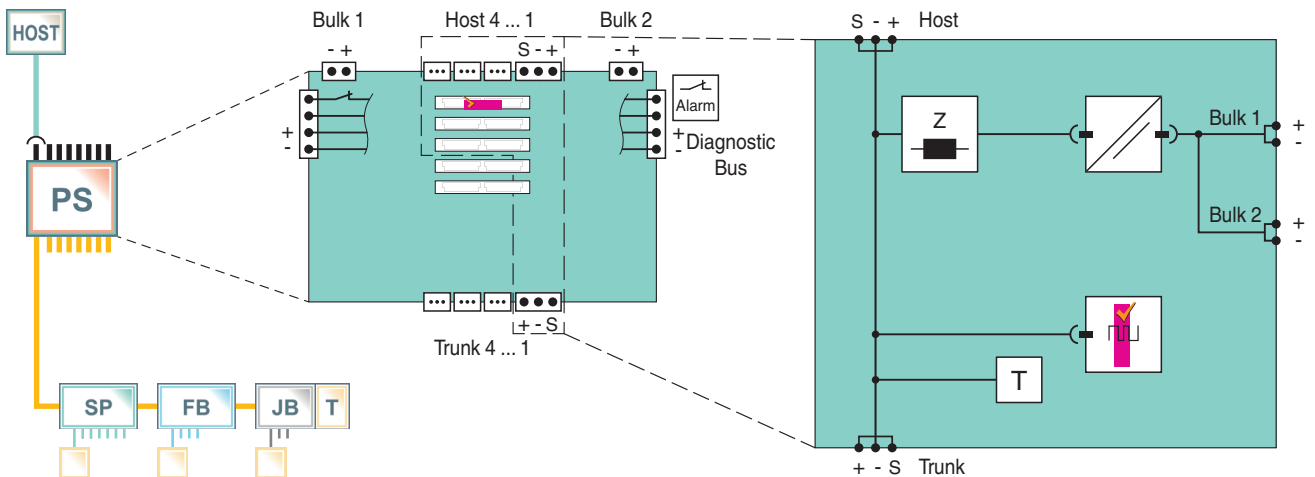 HOST
PS
SP
FB
JB
T
Bulk 1
- +
Host 4 ... 1
S - +
Bulk 2
- +
+
-
Alarm
+
-
Diagnostic
Bus
+ - S
Trunk 4 ... 1
S - +
Host
Z
Bulk 1
+
-
Bulk 2
+
-
T
+ - S
Trunk